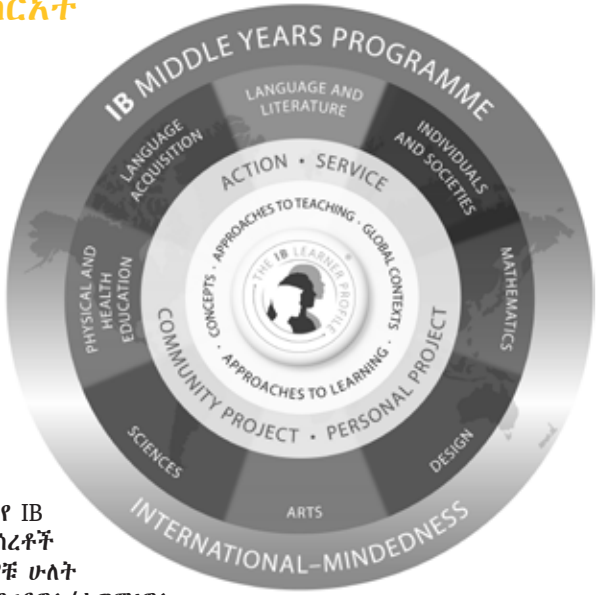 IB MIDDLE YEARS PROGRAMME
LANGUAGE AND
LITERATURE
INDIVIDUALS
AND SOCIETIES
MATHEMATICS
DESIGN
ARTS
SCIENCES
PHYSICAL AND
HEALTH
EDUCATION
LANGUAGE
ACQUISITION
ACTION • SERVICE
PERSONAL PROJECT •
COMMUNITY PROJECT
APPROACHES TO TEACHING · GLOBAL CONTEXTS ·
APPROACHES TO LEARNING · CONCEPTS ·
THE IB LEARNER PROFILE
®
INTERNATIONAL–MINDEDNESS
የ IB
ሁለት